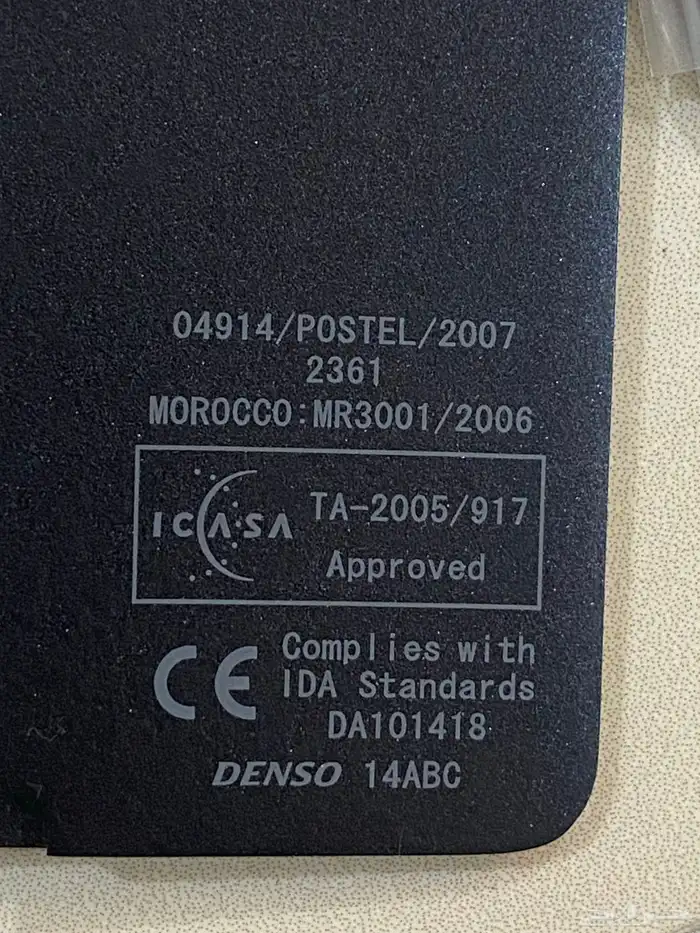 04914/POSTEL/2007
2361
MOROCCO:MR3001/2006
ICASA TA-2005/917
Approved
CE Complies with
IDA Standards
DA101418
DENSO 14ABC